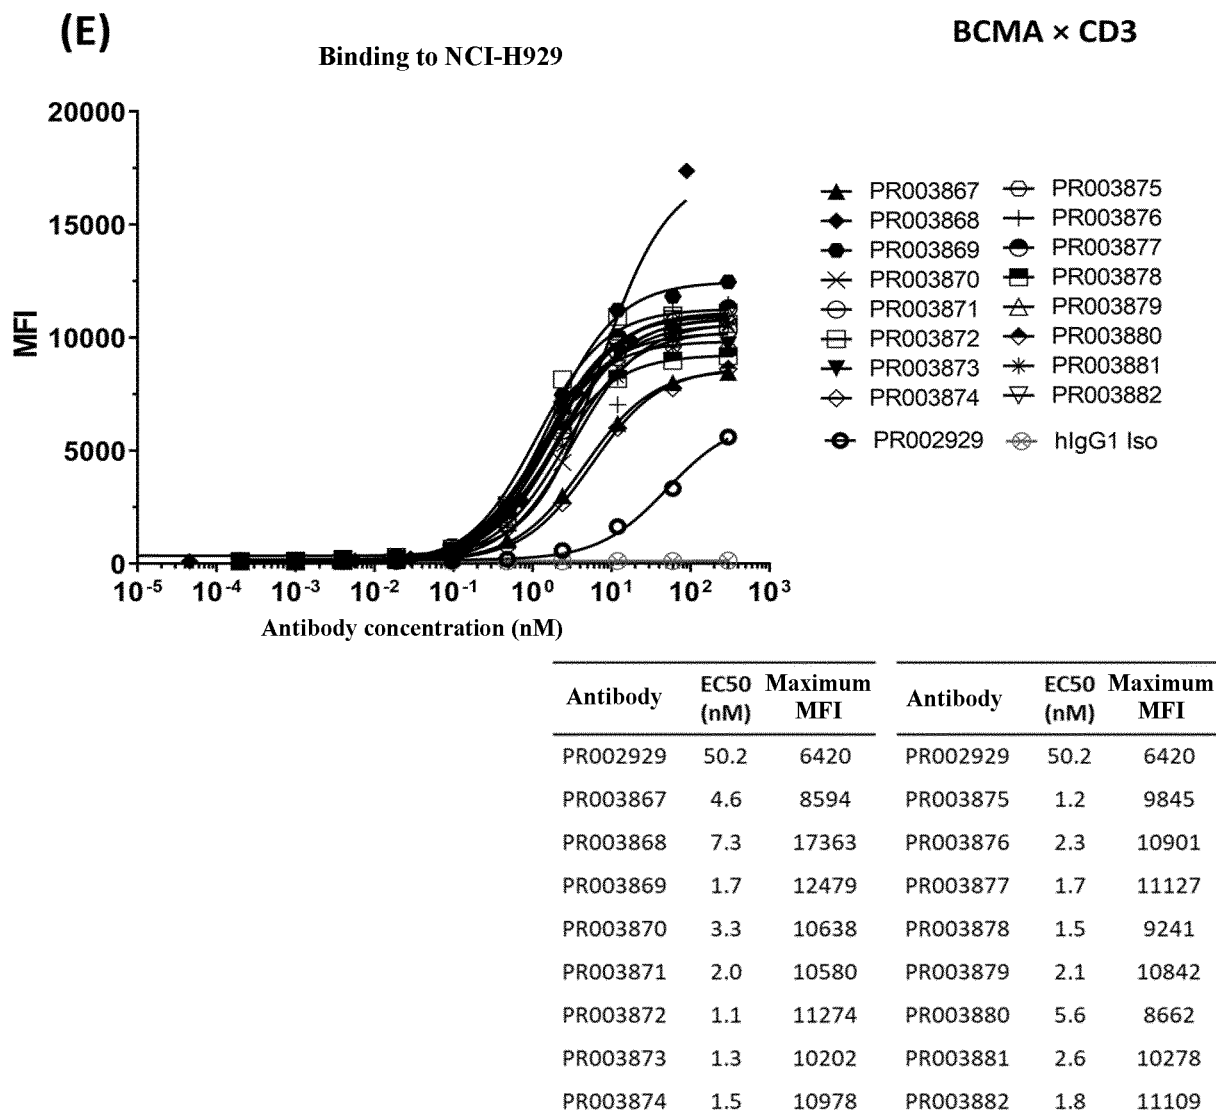 (E)
BCMA × CD3
Binding to NCI-H929
20000
15000
10000
5000
0
MFI
10-5 10-4 10-3 10-2 10-1 100 101 102 103
Antibody concentration (nM)
PR003867 PR003875
PR003868 PR003876
PR003869 PR003877
PR003870 PR003878
PR003871 PR003879
PR003872 PR003880
PR003873 PR003881
PR003874 PR003882
PR002929 hIgG1 Iso
Antibody EC50 (nM) Maximum MFI Antibody EC50 (nM) Maximum MFI
PR002929 50.2 6420 PR002929 50.2 6420
PR003867 4.6 8594 PR003875 1.2 9845
PR003868 7.3 17363 PR003876 2.3 10901
PR003869 1.7 12479 PR003877 1.7 11127
PR003870 3.3 10638 PR003878 1.5 9241
PR003871 2.0 10580 PR003879 2.1 10842
PR003872 1.1 11274 PR003880 5.6 8662
PR003873 1.3 10202 PR003881 2.6 10278
PR003874 1.5 10978 PR003882 1.8 11109